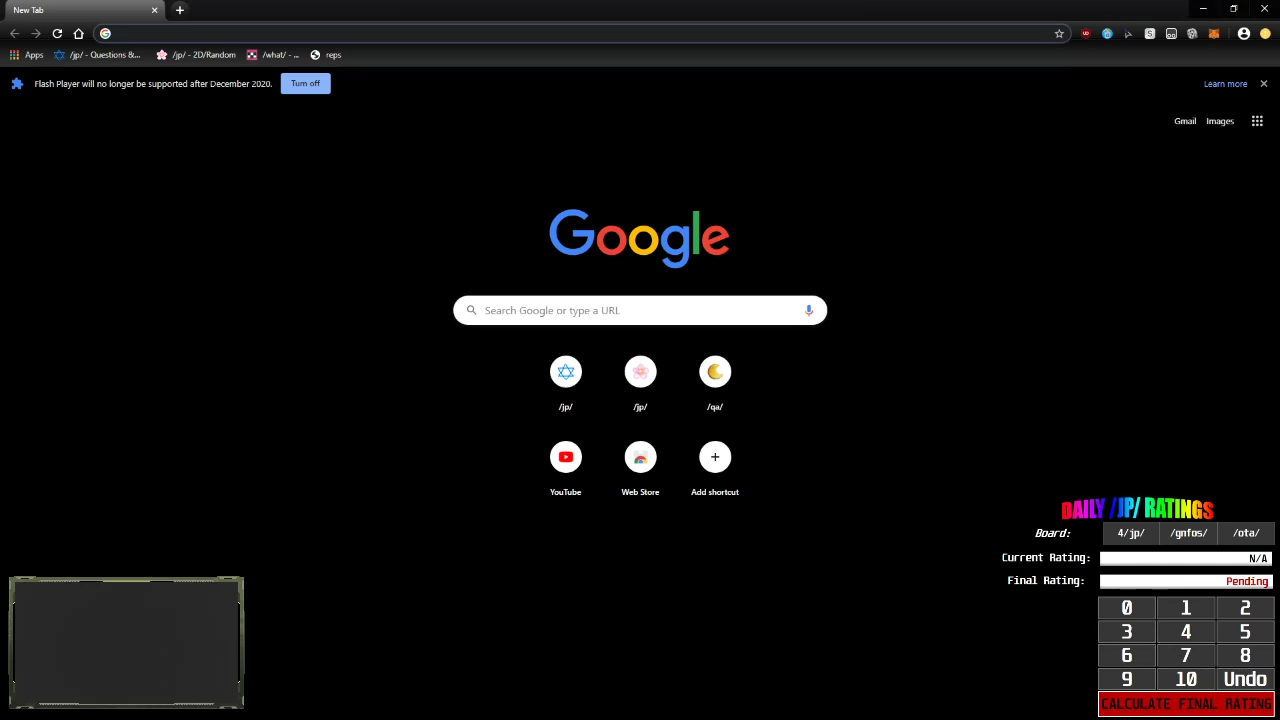 New Tab
Apps
/jp/ - Questions &...
/jp/ - 2D/Random
/what/ - ...
reps
Flash Player will no longer be supported after December 2020.
Turn off
Learn more
Gmail
Images
Google
Search Google or type a URL
/jp/
/jp/
/qa/
YouTube
Web Store
Add shortcut
DAILY /JP/ RATINGS
Board:
4/jp/
/gnfos/
/ota/
Current Rating:
N/A
Final Rating:
Pending
0 1 2
3 4 5
6 7 8
9 10 Undo
CALCULATE FINAL RATING